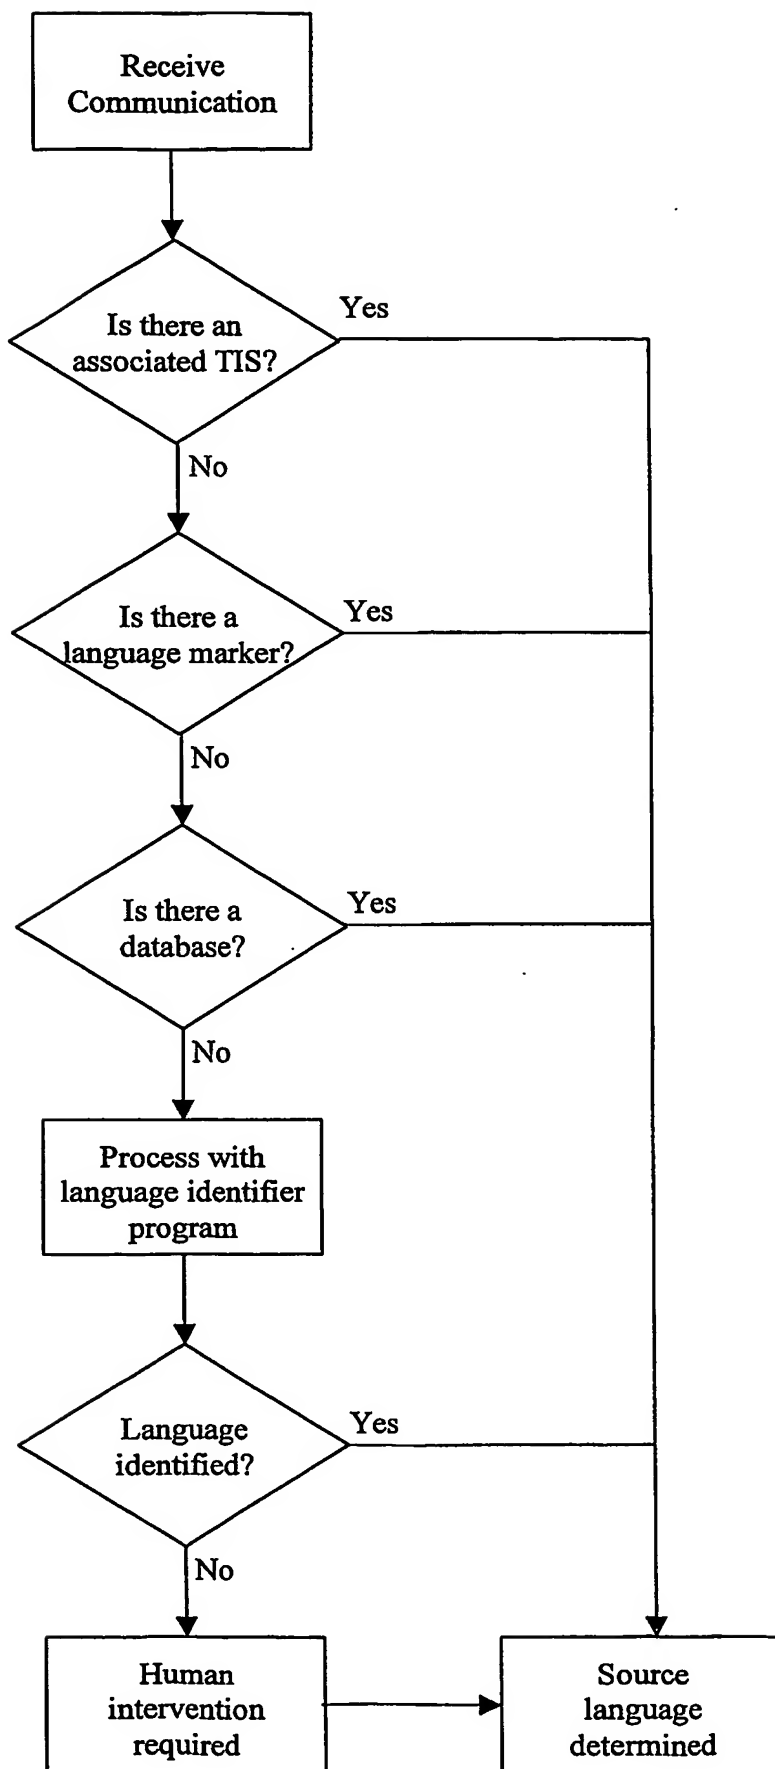 Receive
Communication
Is there an
associated TIS?
Yes
No
Is there a
language marker?
Yes
No
Is there a
database?
Yes
No
Process with
language identifier
program
Language
identified?
Yes
No
Human
intervention
required
Source
language
determined